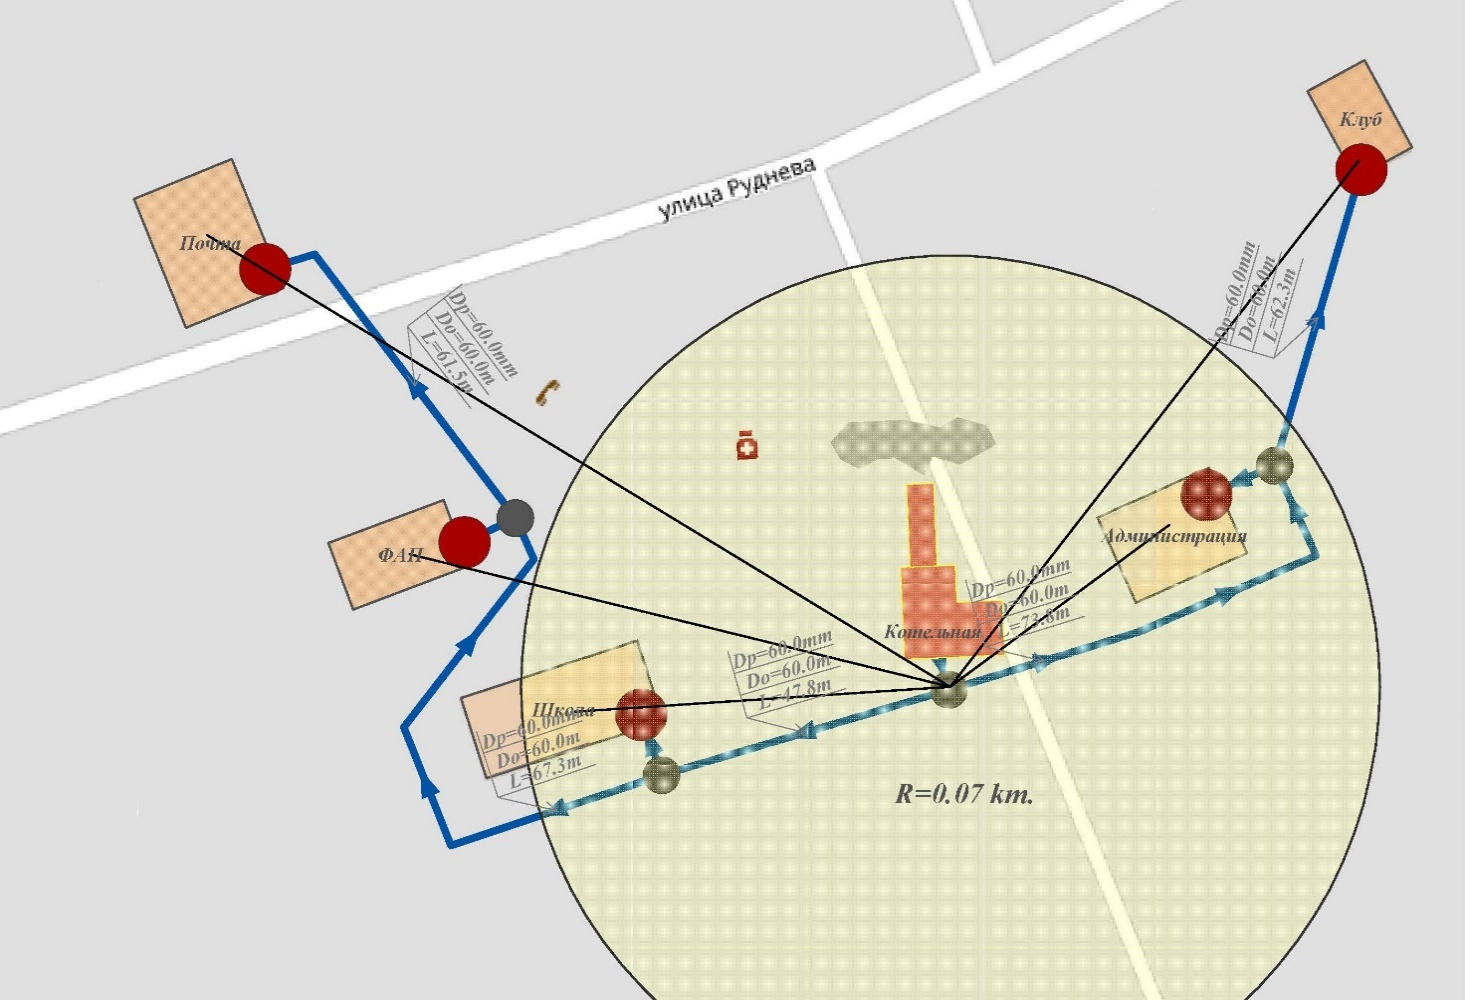 Клуб
улица Руднева
Почта
Dp=60.0mm
Do=60.0m
L=61.5m
Dp=60.0mm
Do=60.0m
L=62.3m
ФАП
Администрация
Котельная
Dp=60.0mm
Do=60.0m
L=73.8m
Dp=60.0mm
Do=60.0m
L=47.8m
Школа
Dp=60.0mm
Do=60.0m
L=67.3m
R=0.07 km.